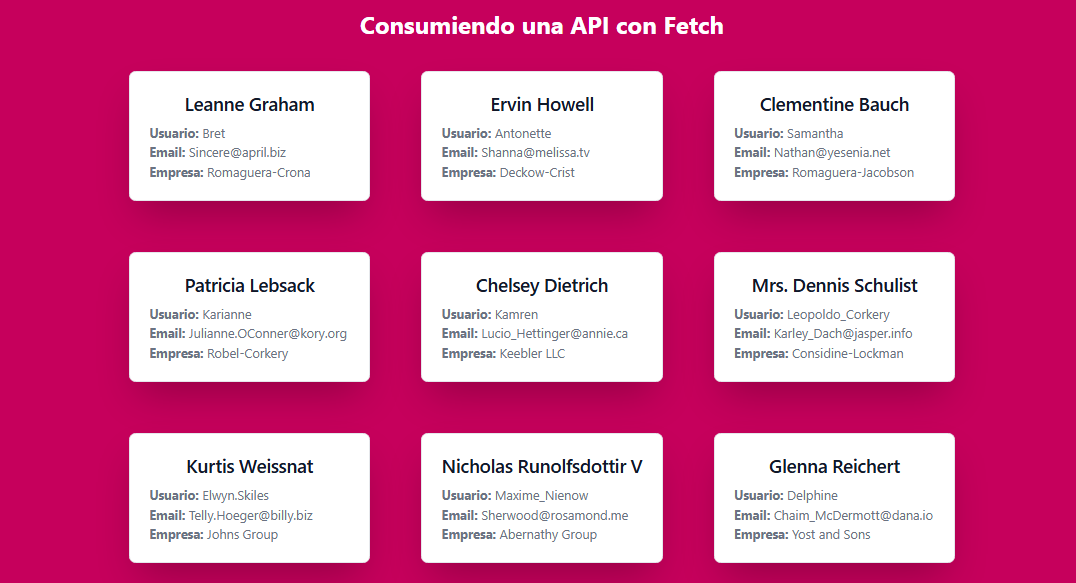 Consumiendo una API con Fetch
Leanne Graham
Usuario: Bret
Email: Sincere@april.biz
Empresa: Romaguera-Crona
Ervin Howell
Usuario: Antonette
Email: Shanna@melissa.tv
Empresa: Deckow-Crist
Clementine Bauch
Usuario: Samantha
Email: Nathan@yesenia.net
Empresa: Romaguera-Jacobson
Patricia Lebsack
Usuario: Karianne
Email: Julianne.OConner@kory.org
Empresa: Robel-Corkery
Chelsey Dietrich
Usuario: Kamren
Email: Lucio_Hettinger@annie.ca
Empresa: Keebler LLC
Mrs. Dennis Schulist
Usuario: Leopoldo_Corkery
Email: Karley_Dach@jasper.info
Empresa: Considine-Lockman
Kurtis Weissnat
Usuario: Elwyn.Skiles
Email: Telly.Hoeger@billy.biz
Empresa: Johns Group
Nicholas Runolfsdottir V
Usuario: Maxime_Nienow
Email: Sherwood@rosamond.me
Empresa: Abernathy Group
Glenna Reichert
Usuario: Delphine
Email: Chaim_McDermott@dana.io
Empresa: Yost and Sons